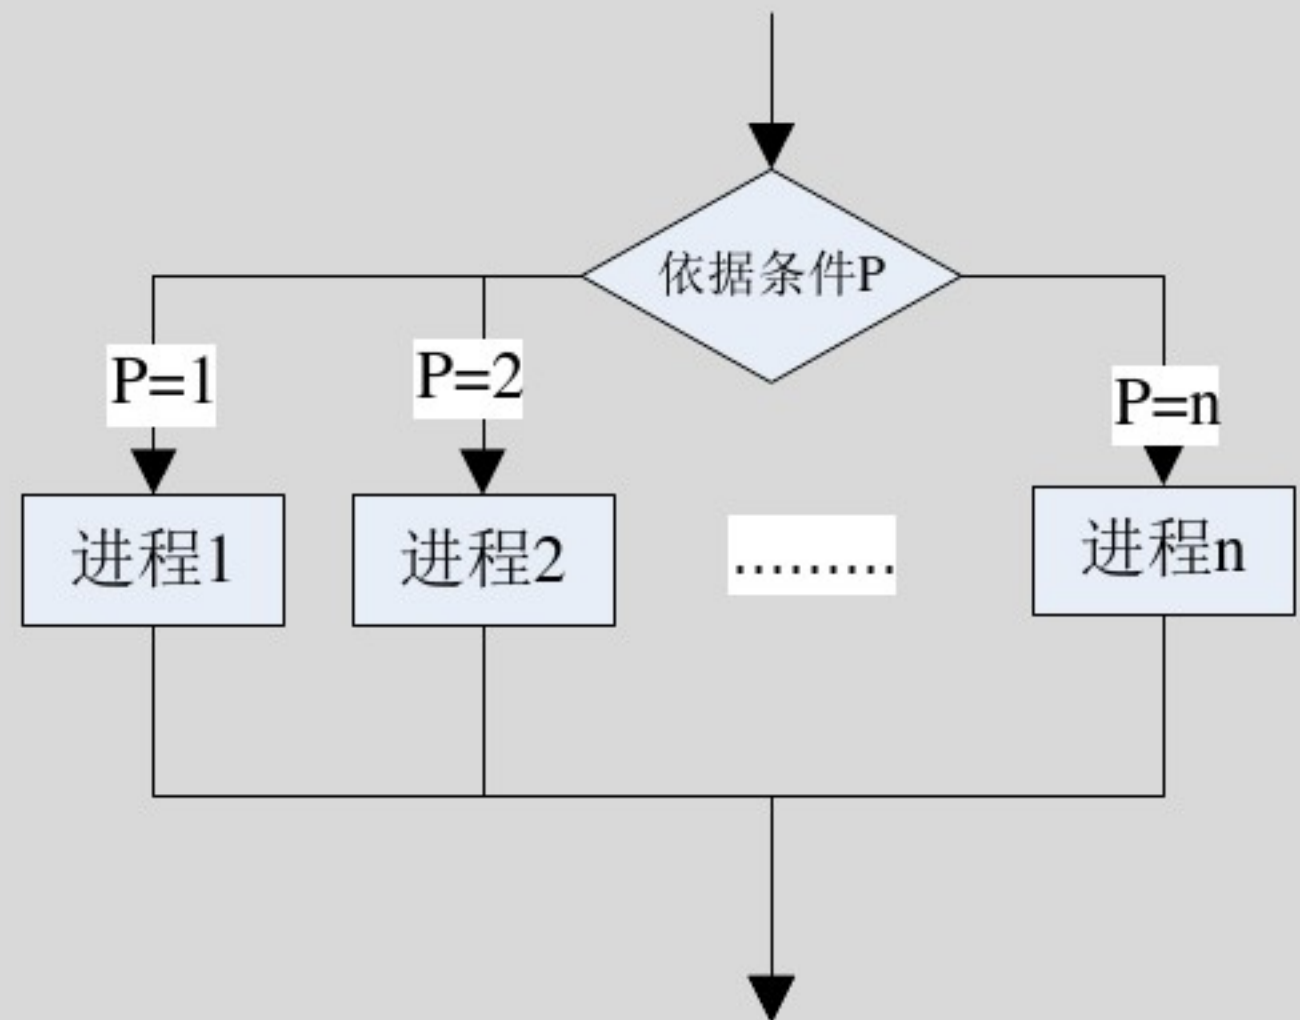 依据条件P
P=1
P=2
P=n
进程1
进程2
.........
进程n